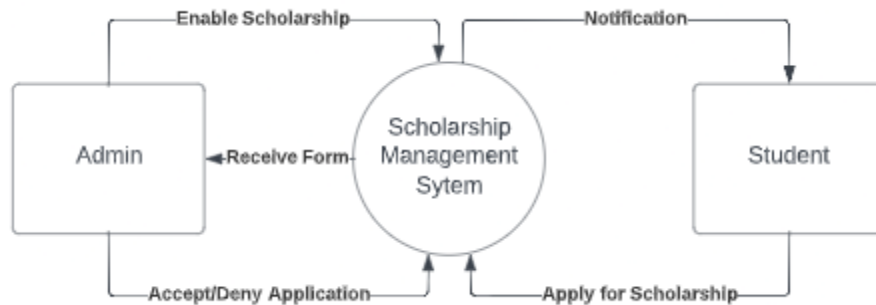 Enable Scholarship
Notification
Admin
Receive Form
Scholarship
Management
Sytem
Student
Accept/Deny Application
Apply for Scholarship